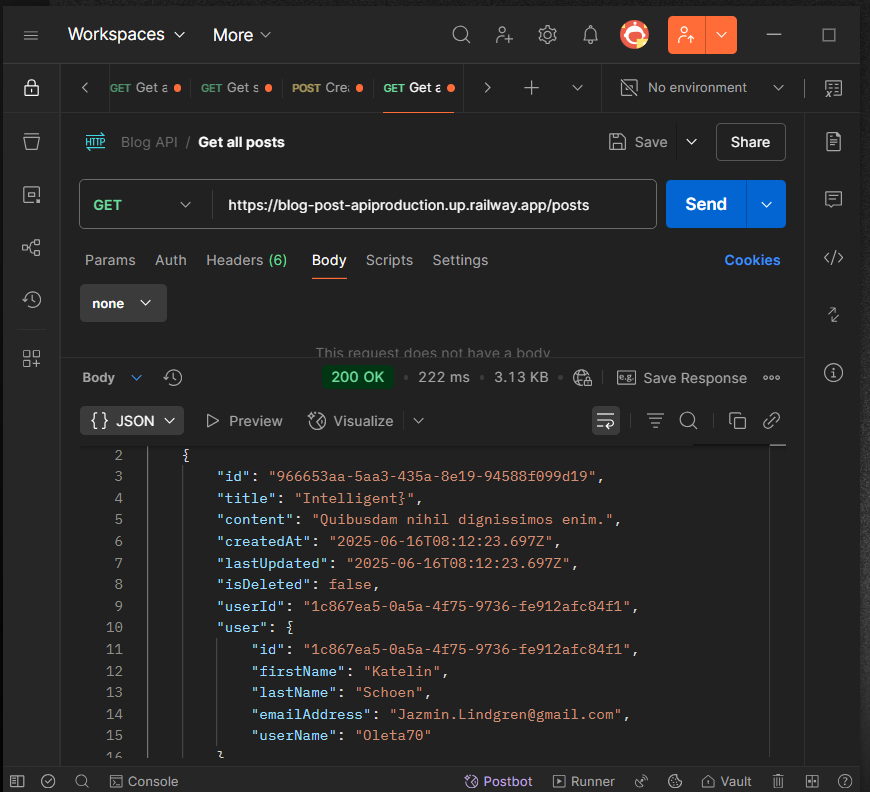 Workspaces More
GET Get a GET Get s POST Cre GET Get a No environment
HTTP Blog API / Get all posts Save Share
GET https://blog-post-apiproduction.up.railway.app/posts Send
Params Auth Headers (6) Body Scripts Settings Cookies
none
This request does not have a body
Body 200 OK • 222 ms • 3.13 KB • e.g. Save Response
{} JSON Preview Visualize
2 {
3 "id": "966653aa-5aa3-435a-8e19-94588f099d19",
4 "title": "Intelligent}",
5 "content": "Quibusdam nihil dignissimos enim.",
6 "createdAt": "2025-06-16T08:12:23.697Z",
7 "lastUpdated": "2025-06-16T08:12:23.697Z",
8 "isDeleted": false,
9 "userId": "1c867ea5-0a5a-4f75-9736-fe912afc84f1",
10 "user": {
11 "id": "1c867ea5-0a5a-4f75-9736-fe912afc84f1",
12 "firstName": "Katelin",
13 "lastName": "Schoen",
14 "emailAddress": "Jazmin.Lindgren@gmail.com",
15 "userName": "Oleta70"
16 }
Console Postbot Runner Vault